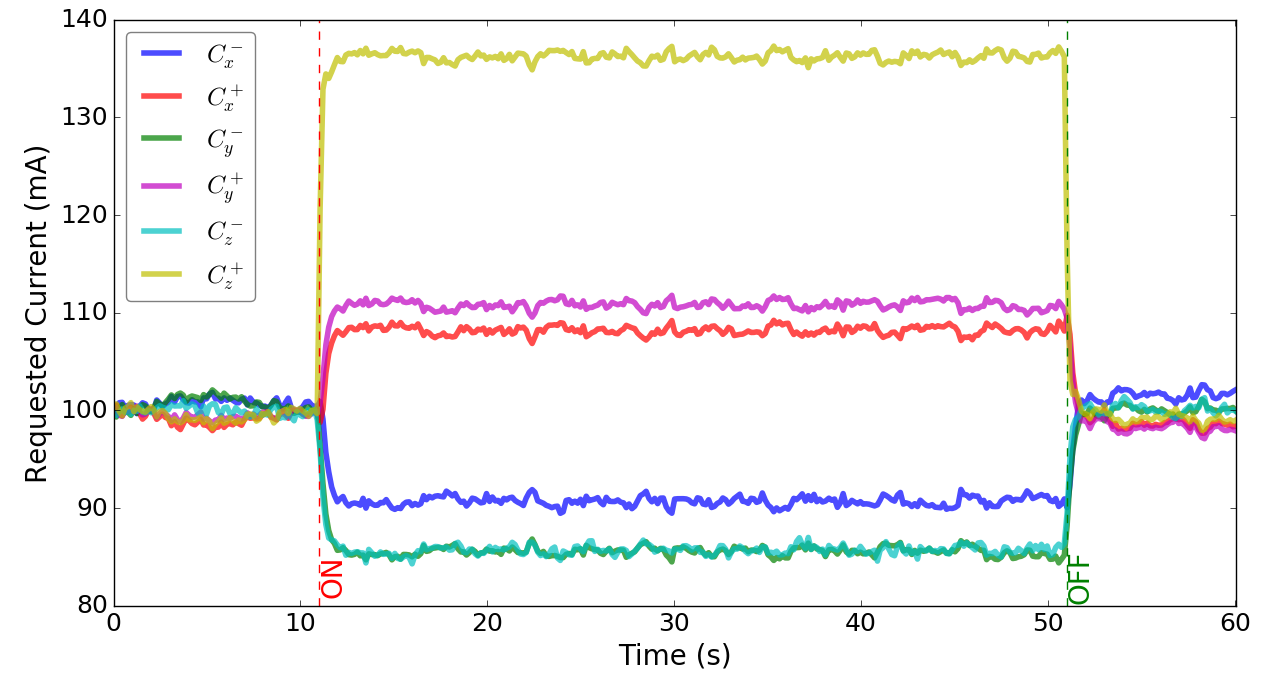 140
130
120
110
100
90
80
Requested Current (mA)
$C_x^-$
$C_x^+$
$C_y^-$
$C_y^+$
$C_z^-$
$C_z^+$
ON
OFF
0 10 20 30 40 50 60
Time (s)